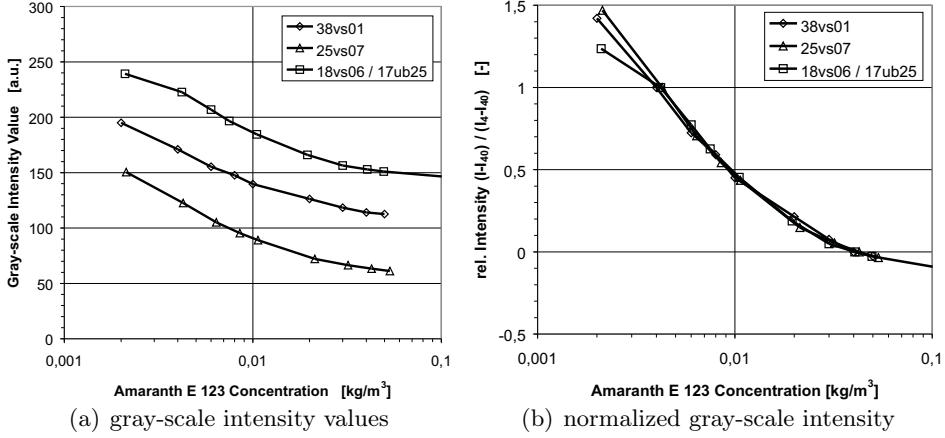 300
250
200
150
100
50
0
0,001
0,01
0,1
Gray-scale Intensity Value [a.u.]
Amaranth E 123 Concentration [kg/m³]
38vs01
25vs07
18vs06 / 17ub25
(a) gray-scale intensity values
1,5
1
0,5
0
-0,5
0,001
0,01
0,1
rel. Intensity (I-I40) / (I4-I40) [-]
Amaranth E 123 Concentration [kg/m³]
38vs01
25vs07
18vs06 / 17ub25
(b) normalized gray-scale intensity